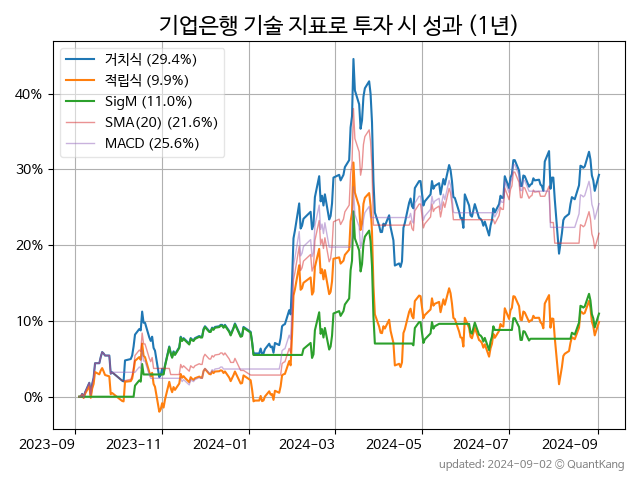 기업은행 기술 지표로 투자 시 성과 (1년)
거치식 (29.4%)
적립식 (9.9%)
SigM (11.0%)
SMA(20) (21.6%)
MACD (25.6%)
40%
30%
20%
10%
0%
2023-09 2023-11 2024-01 2024-03 2024-05 2024-07 2024-09
updated: 2024-09-02 © QuantKang